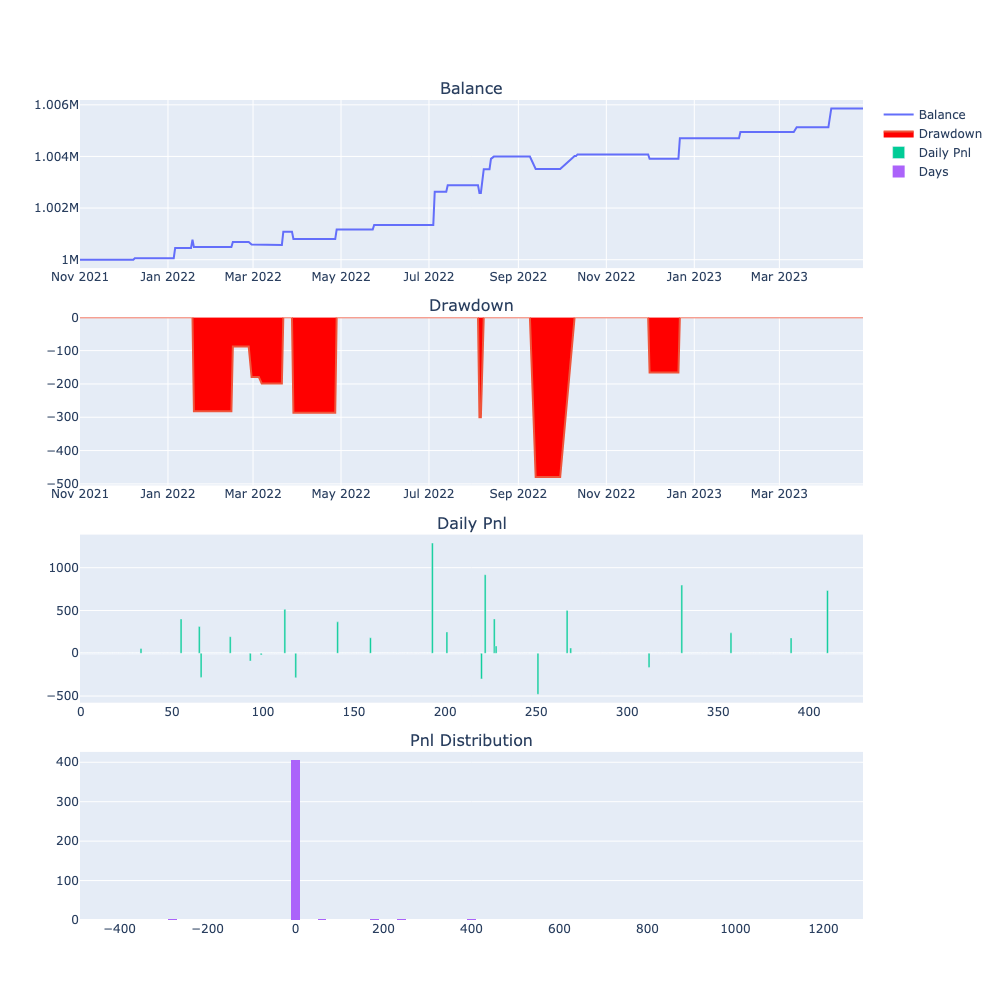 Balance
1.006M
1.004M
1.002M
1M
Nov 2021 Jan 2022 Mar 2022 May 2022 Jul 2022 Sep 2022 Nov 2022 Jan 2023 Mar 2023
Balance
Drawdown
Daily Pnl
Days
Drawdown
0
−100
−200
−300
−400
−500
Nov 2021 Jan 2022 Mar 2022 May 2022 Jul 2022 Sep 2022 Nov 2022 Jan 2023 Mar 2023
Daily Pnl
1000
500
0
−500
0 50 100 150 200 250 300 350 400
Pnl Distribution
400
300
200
100
0
−400 −200 0 200 400 600 800 1000 1200